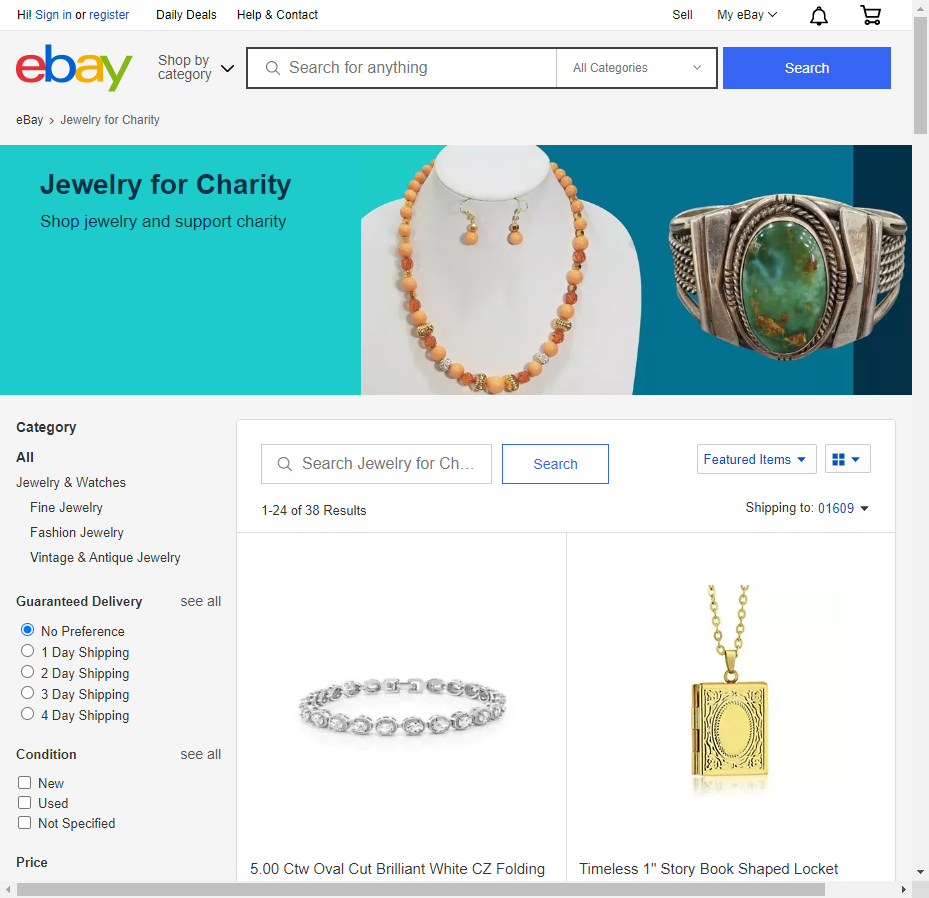 Hi! Sign in or register Daily Deals Help & Contact Sell My eBay
ebay
Shop by
category
Search for anything All Categories Search
eBay > Jewelry for Charity
Jewelry for Charity
Shop jewelry and support charity
Category
All
Jewelry & Watches
Fine Jewelry
Fashion Jewelry
Vintage & Antique Jewelry
Guaranteed Delivery see all
No Preference
1 Day Shipping
2 Day Shipping
3 Day Shipping
4 Day Shipping
Condition see all
New
Used
Not Specified
Price
Search Jewelry for Ch... Search Featured Items
1-24 of 38 Results Shipping to: 01609
5.00 Ctw Oval Cut Brilliant White CZ Folding
Timeless 1" Story Book Shaped Locket